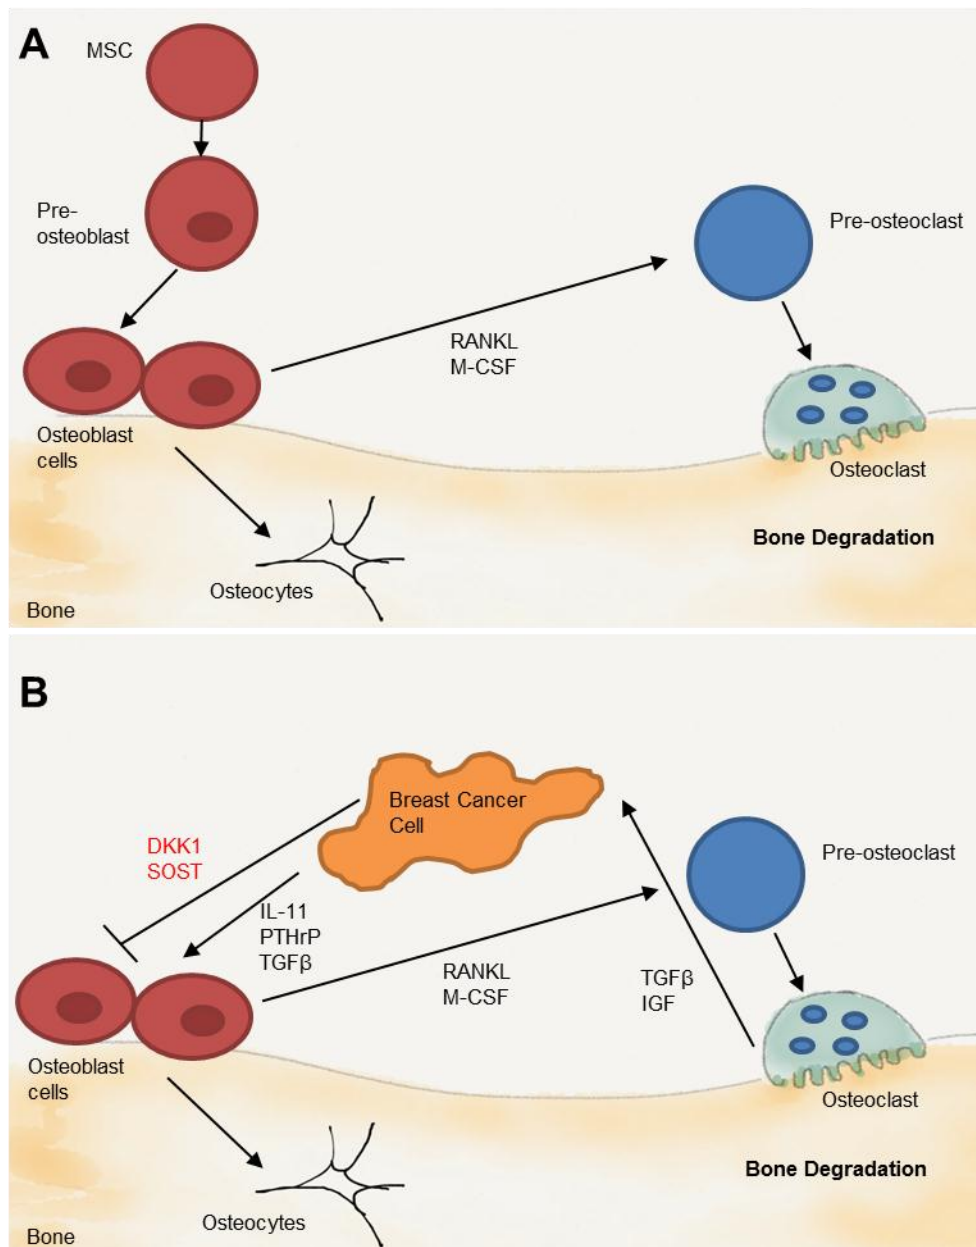 A
MSC
Pre-
osteoblast
Pre-osteoclast
RANKL
M-CSF
Osteoblast
cells
Osteoclast
Bone Degradation
Osteocytes
Bone
B
Breast Cancer
Cell
DKK1
SOST
Pre-osteoclast
IL-11
PTHrP
TGFβ
RANKL
M-CSF
TGFβ
IGF
Osteoblast
cells
Osteoclast
Bone Degradation
Osteocytes
Bone